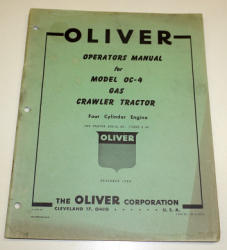 OLIVER
OPERATORS MANUAL
for
MODEL OC-4
GAS
CRAWLER TRACTOR
Four Cylinder Engine
OLIVER
THE OLIVER CORPORATION
CLEVELAND 17, OHIO U. S. A.